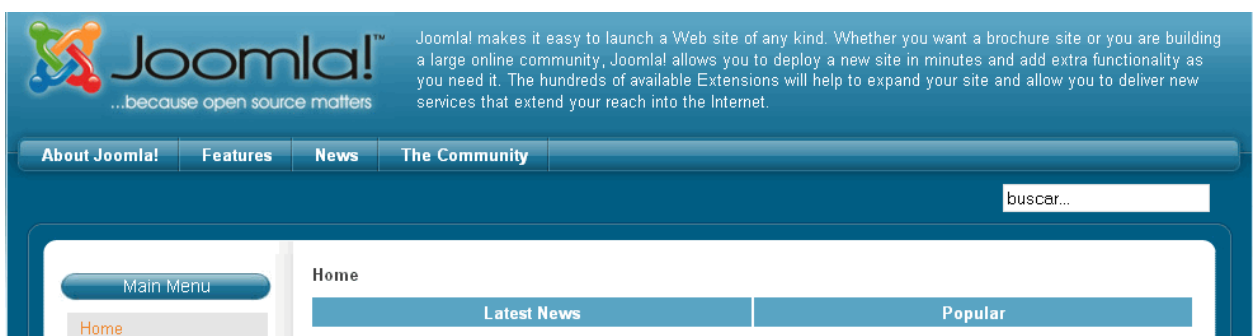 Joomla!™
...because open source matters
Joomla! makes it easy to launch a Web site of any kind. Whether you want a brochure site or you are building
a large online community, Joomla! allows you to deploy a new site in minutes and add extra functionality as
you need it. The hundreds of available Extensions will help to expand your site and allow you to deliver new
services that extend your reach into the Internet.
About Joomla! Features News The Community
buscar...
Main Menu
Home
Home
Latest News Popular